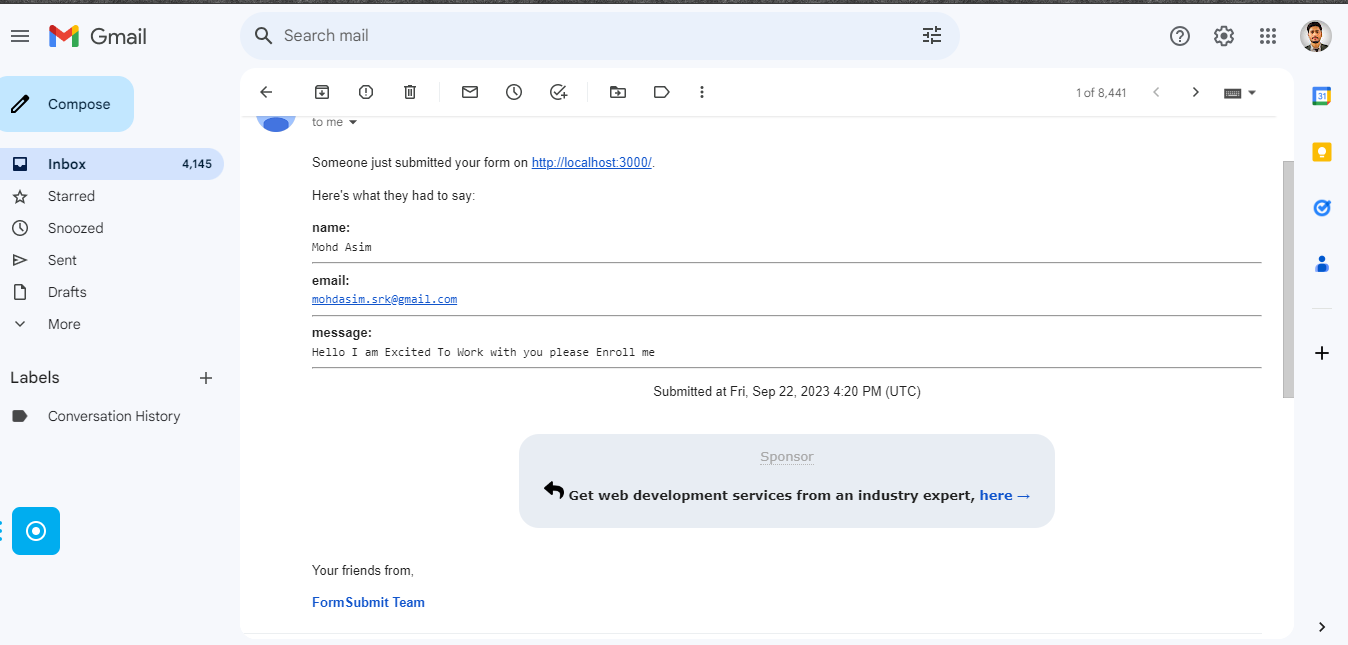 Gmail
Search mail
Compose
1 of 8,441
to me
Inbox 4,145
Starred
Snoozed
Sent
Drafts
More
Labels
Conversation History
Someone just submitted your form on http://localhost:3000/.
Here's what they had to say:
name:
Mohd Asim
email:
mohdasim.srk@gmail.com
message:
Hello I am Excited To Work with you please Enroll me
Submitted at Fri, Sep 22, 2023 4:20 PM (UTC)
Sponsor
Get web development services from an industry expert, here →
Your friends from,
FormSubmit Team
31